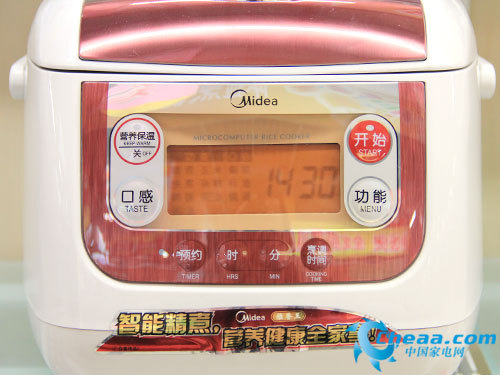 Midea
MICROCOMPUTER RICE COOKER
营养保温
KEEP WARM
关 OFF
开始
START
14:30
口感
TASTE
功能
MENU
预约
时
分
烹调
时间
TIMER
HRS
MIN
COOKING
TIME
Midea
智能精煮。
营养健康全家
cheaa.com
中国家电网